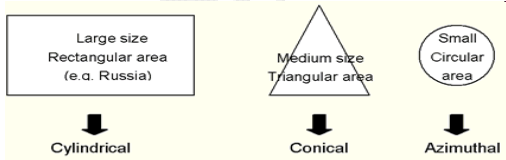 Large size
Rectangular area
(e.g. Russia)
Medium size
Triangular area
Small
Circular
area
Cylindrical
Conical
Azimuthal